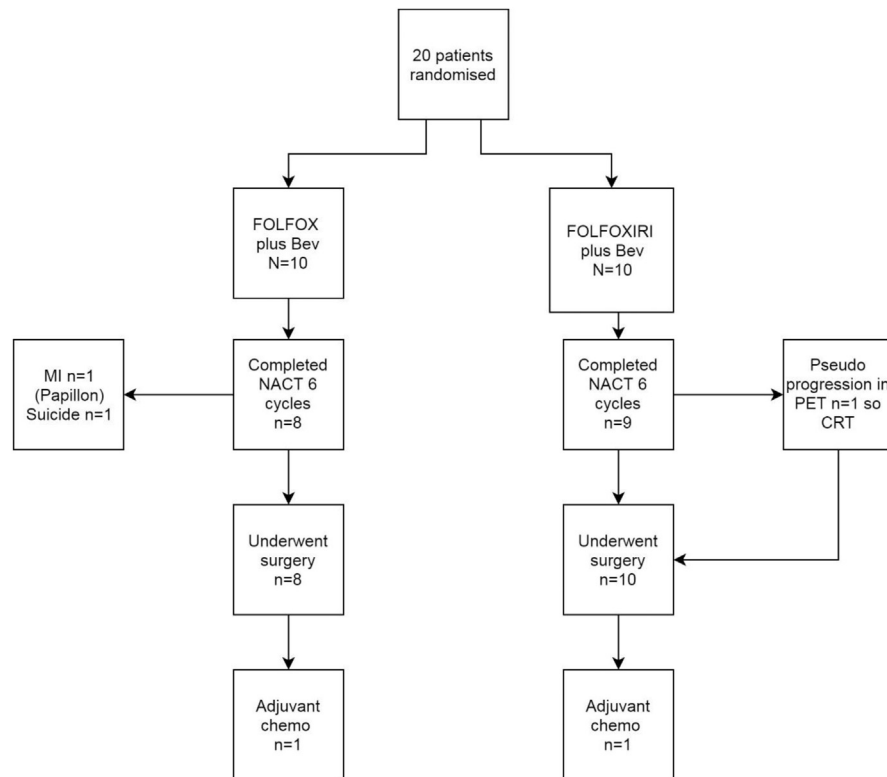 20 patients
randomised
FOLFOX
plus Bev
N=10
FOLFOXIRI
plus Bev
N=10
MI n=1
(Papillon)
Suicide n=1
Completed
NACT 6
cycles
n=8
Completed
NACT 6
cycles
n=9
Pseudo
progression in
PET n=1 so
CRT
Underwent
surgery
n=8
Underwent
surgery
n=10
Adjuvant
chemo
n=1
Adjuvant
chemo
n=1